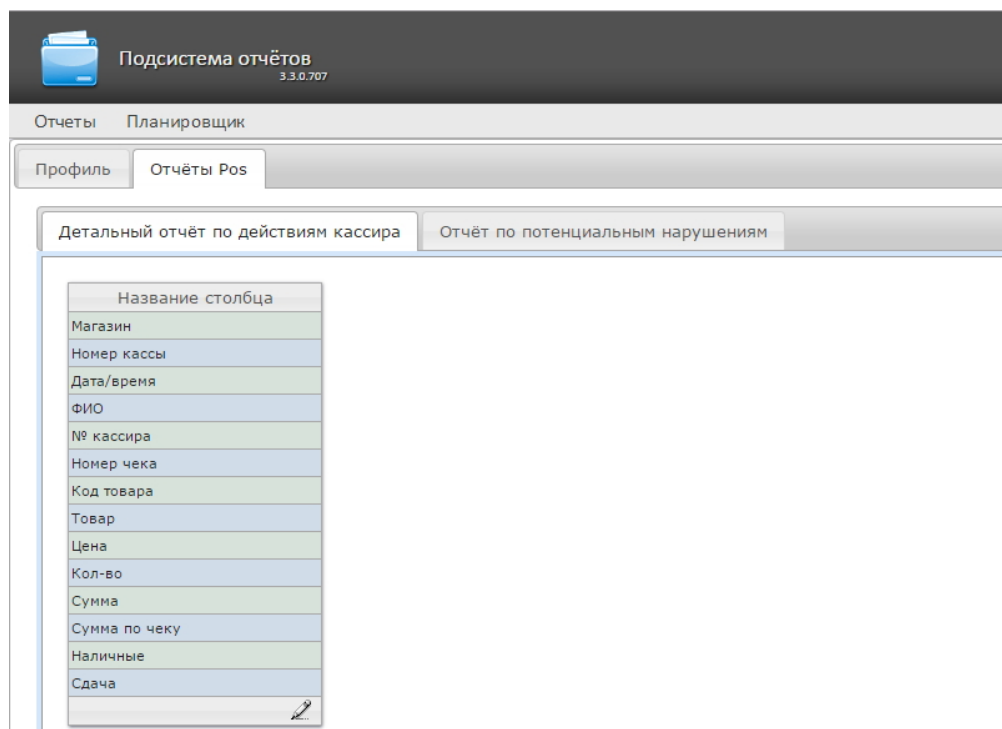 Подсистема отчётов
3.3.0.707
Отчеты Планировщик
Профиль Отчёты Pos
Детальный отчёт по действиям кассира Отчёт по потенциальным нарушениям
Название столбца
Магазин
Номер кассы
Дата/время
ФИО
№ кассира
Номер чека
Код товара
Товар
Цена
Кол-во
Сумма
Сумма по чеку
Наличные
Сдача